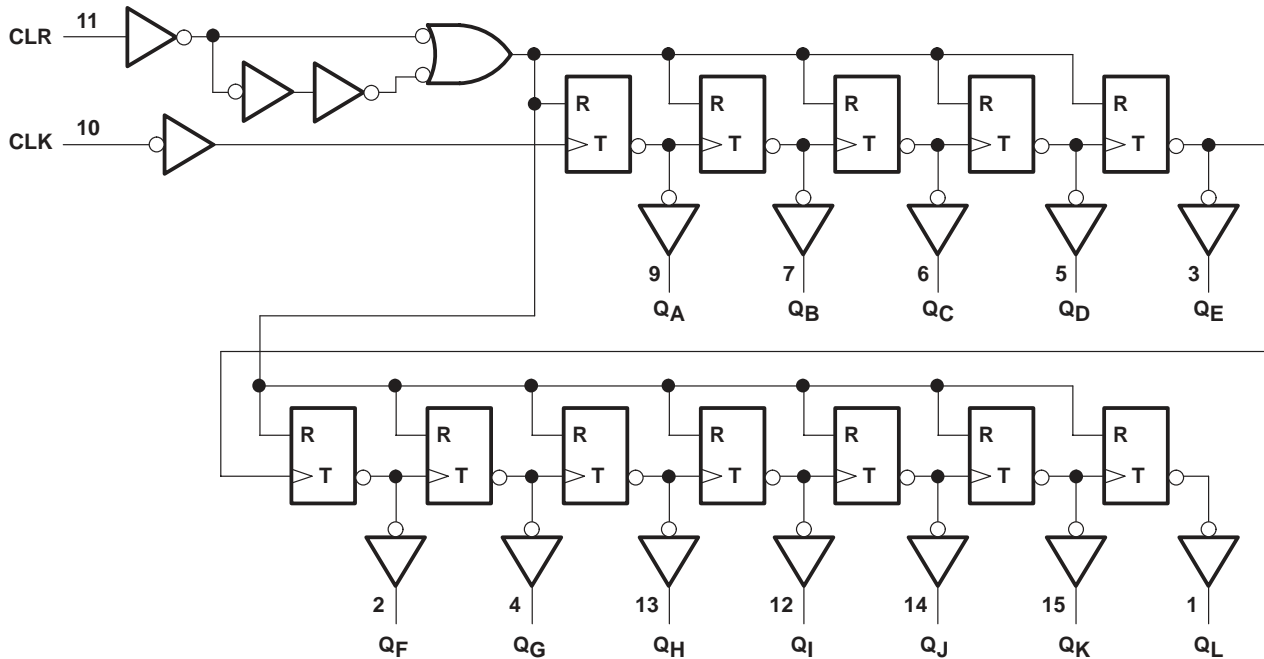 11
CLR
10
CLK
R R R R R
T T T T T
9 7 6 5 3
QA QB QC QD QE
R R R R R R R
T T T T T T T
2 4 13 12 14 15 1
QF QG QH QI QJ QK QL